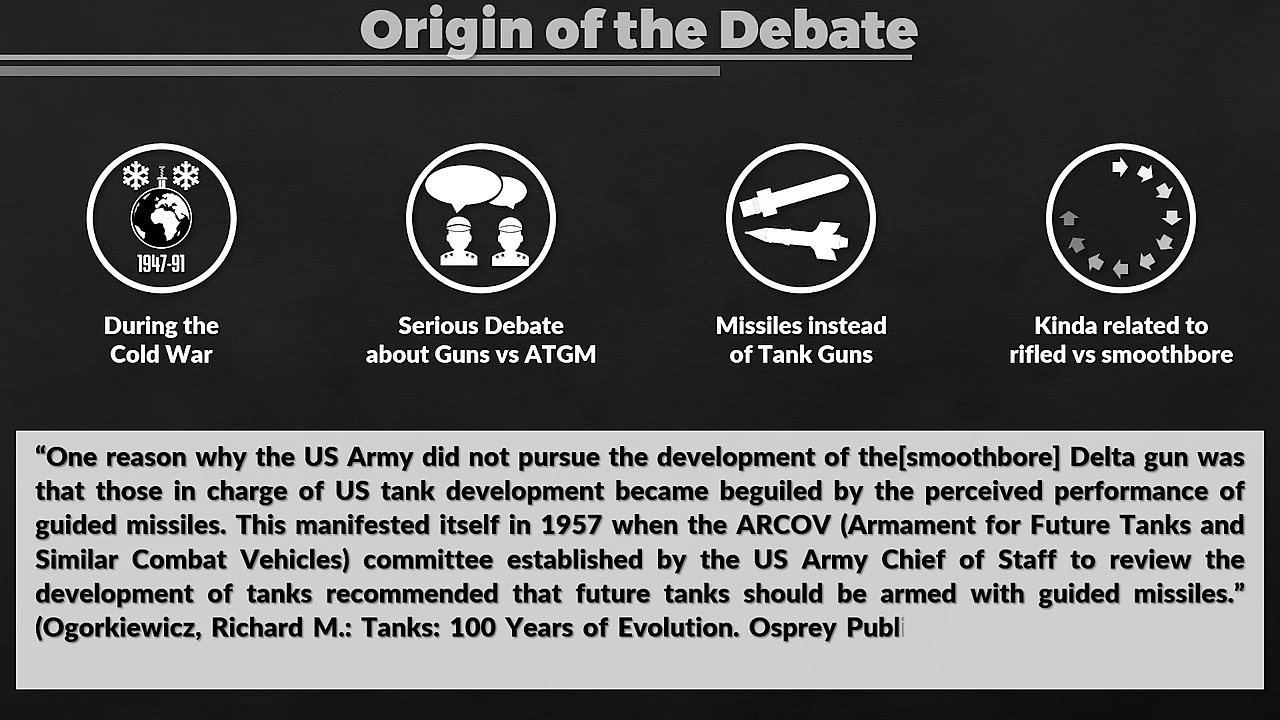 Origin of the Debate
1947-91
During the
Cold War
Serious Debate
about Guns vs ATGM
Missiles instead
of Tank Guns
Kinda related to
rifled vs smoothbore
“One reason why the US Army did not pursue the development of the[smoothbore] Delta gun was
that those in charge of US tank development became beguiled by the perceived performance of
guided missiles. This manifested itself in 1957 when the ARCOV (Armament for Future Tanks and
Similar Combat Vehicles) committee established by the US Army Chief of Staff to review the
development of tanks recommended that future tanks should be armed with guided missiles.”
(Ogorkiewicz, Richard M.: Tanks: 100 Years of Evolution. Osprey Publi